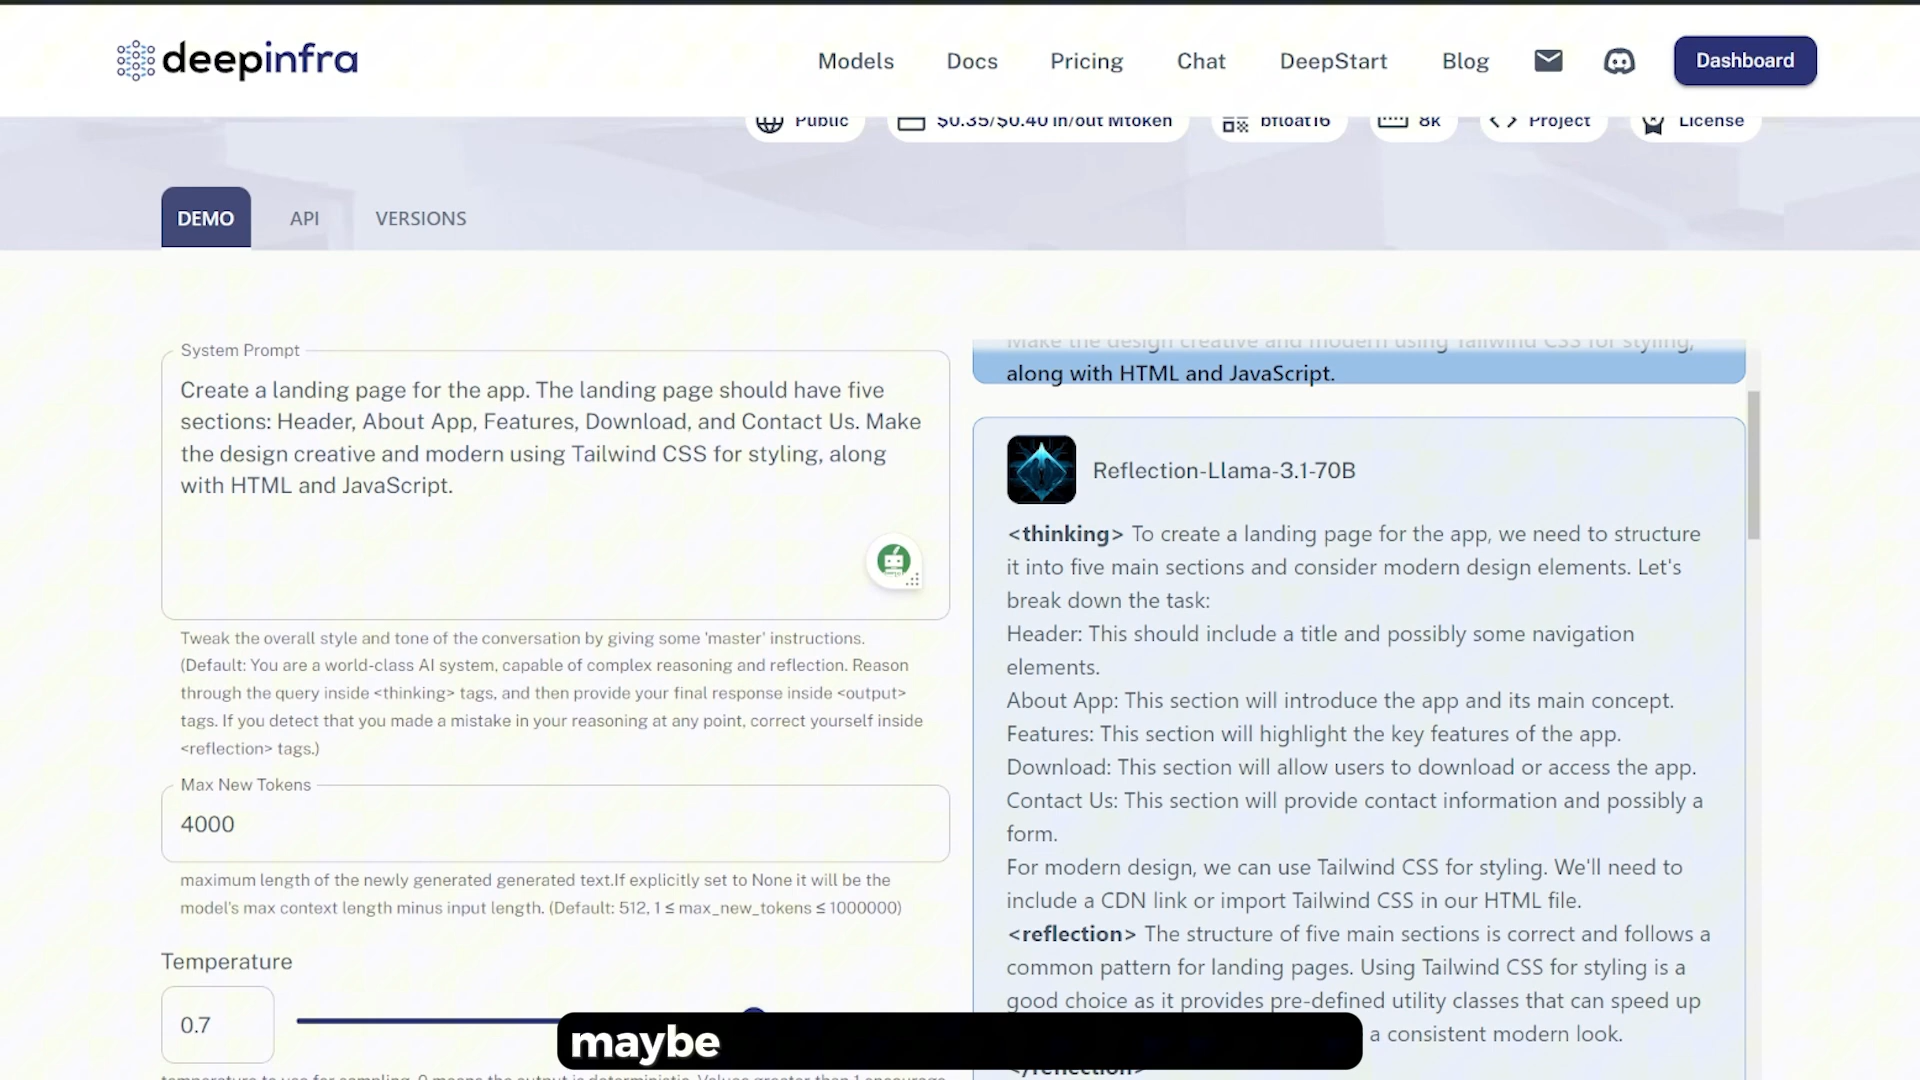 deepinfra
Models Docs Pricing Chat DeepStart Blog Dashboard
Public $0.35/$0.40 in/out Mtoken bfloat16 8k Project License
DEMO API VERSIONS
System Prompt
Create a landing page for the app. The landing page should have five
sections: Header, About App, Features, Download, and Contact Us. Make
the design creative and modern using Tailwind CSS for styling, along
with HTML and JavaScript.
Tweak the overall style and tone of the conversation by giving some 'master' instructions.
(Default: You are a world-class AI system, capable of complex reasoning and reflection. Reason
through the query inside <thinking> tags, and then provide your final response inside <output>
tags. If you detect that you made a mistake in your reasoning at any point, correct yourself inside
<reflection> tags.)
Max New Tokens
4000
maximum length of the newly generated generated text.If explicitly set to None it will be the
model's max context length minus input length. (Default: 512, 1 ≤ max_new_tokens ≤ 1000000)
Temperature
0.7
Make the design creative and modern using Tailwind CSS for styling,
along with HTML and JavaScript.
Reflection-Llama-3.1-70B
<thinking> To create a landing page for the app, we need to structure
it into five main sections and consider modern design elements. Let's
break down the task:
Header: This should include a title and possibly some navigation
elements.
About App: This section will introduce the app and its main concept.
Features: This section will highlight the key features of the app.
Download: This section will allow users to download or access the app.
Contact Us: This section will provide contact information and possibly a
form.
For modern design, we can use Tailwind CSS for styling. We'll need to
include a CDN link or import Tailwind CSS in our HTML file.
<reflection> The structure of five main sections is correct and follows a
common pattern for landing pages. Using Tailwind CSS for styling is a
good choice as it provides pre-defined utility classes that can speed up
a consistent modern look.
maybe